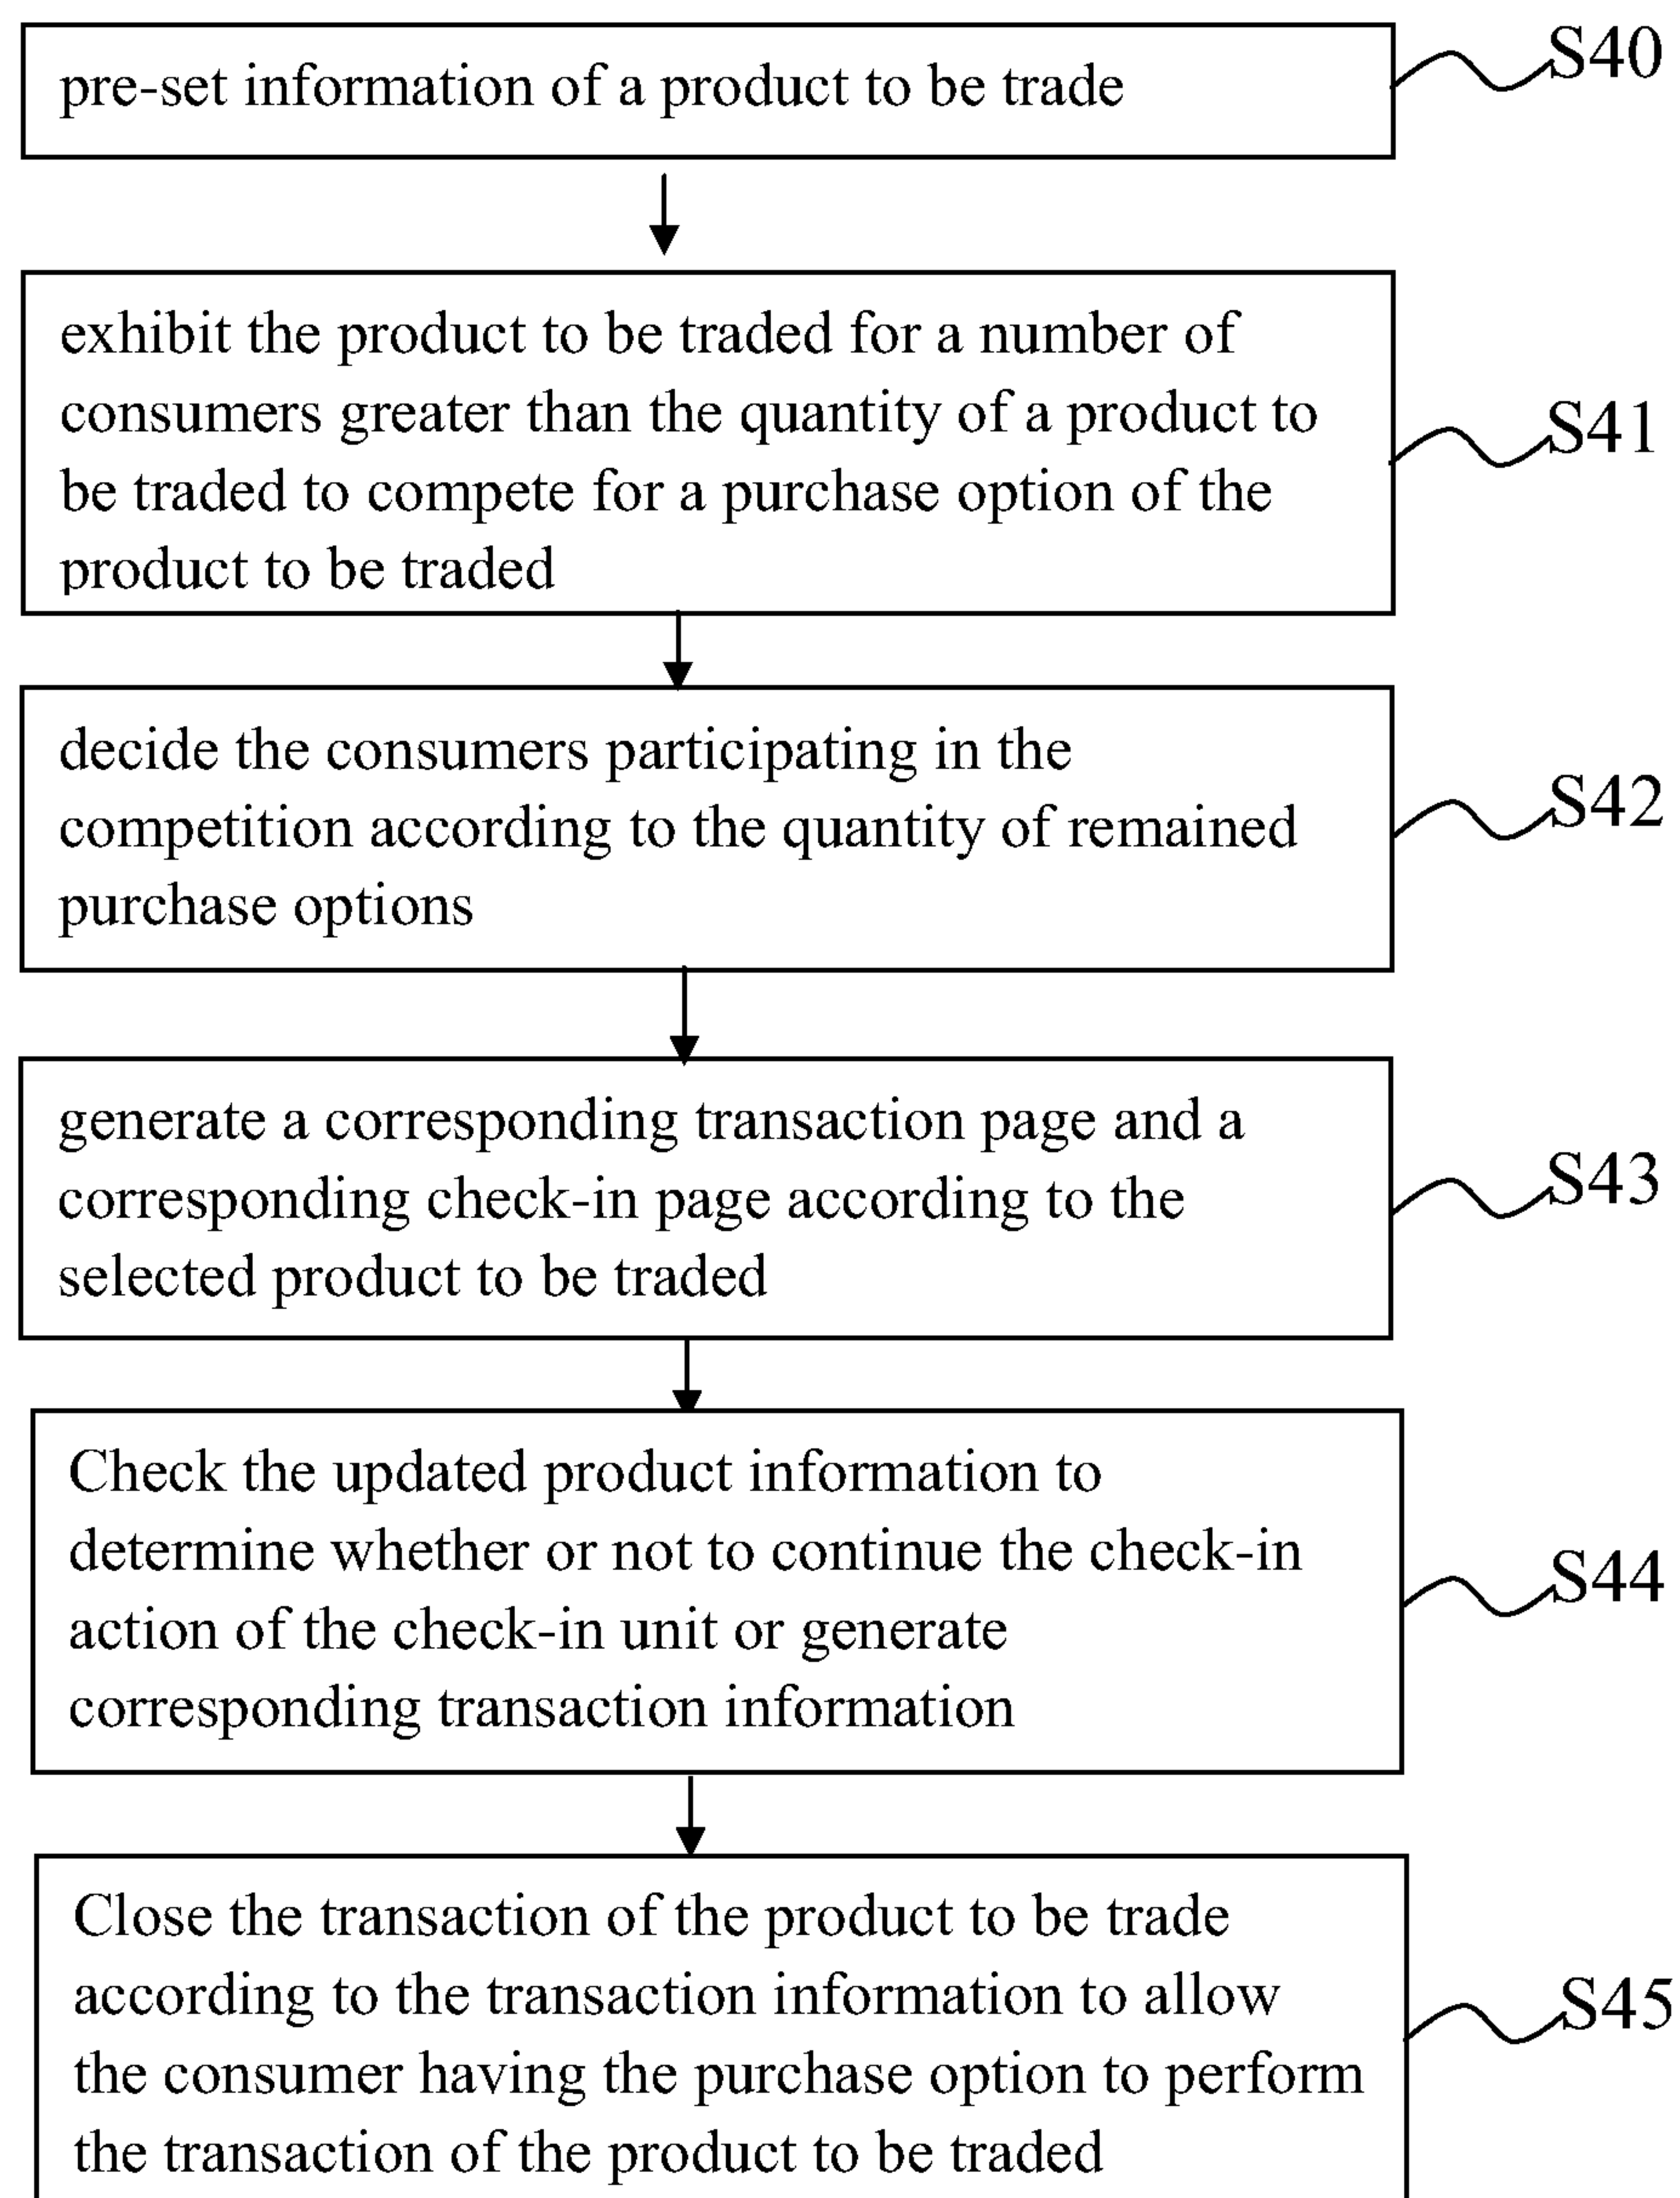 pre-set information of a product to be trade
S40
exhibit the product to be traded for a number of
consumers greater than the quantity of a product to
be traded to compete for a purchase option of the
product to be traded
S41
decide the consumers participating in the
competition according to the quantity of remained
purchase options
S42
generate a corresponding transaction page and a
corresponding check-in page according to the
selected product to be traded
S43
Check the updated product information to
determine whether or not to continue the check-in
action of the check-in unit or generate
corresponding transaction information
S44
Close the transaction of the product to be trade
according to the transaction information to allow
the consumer having the purchase option to perform
the transaction of the product to be traded
S45